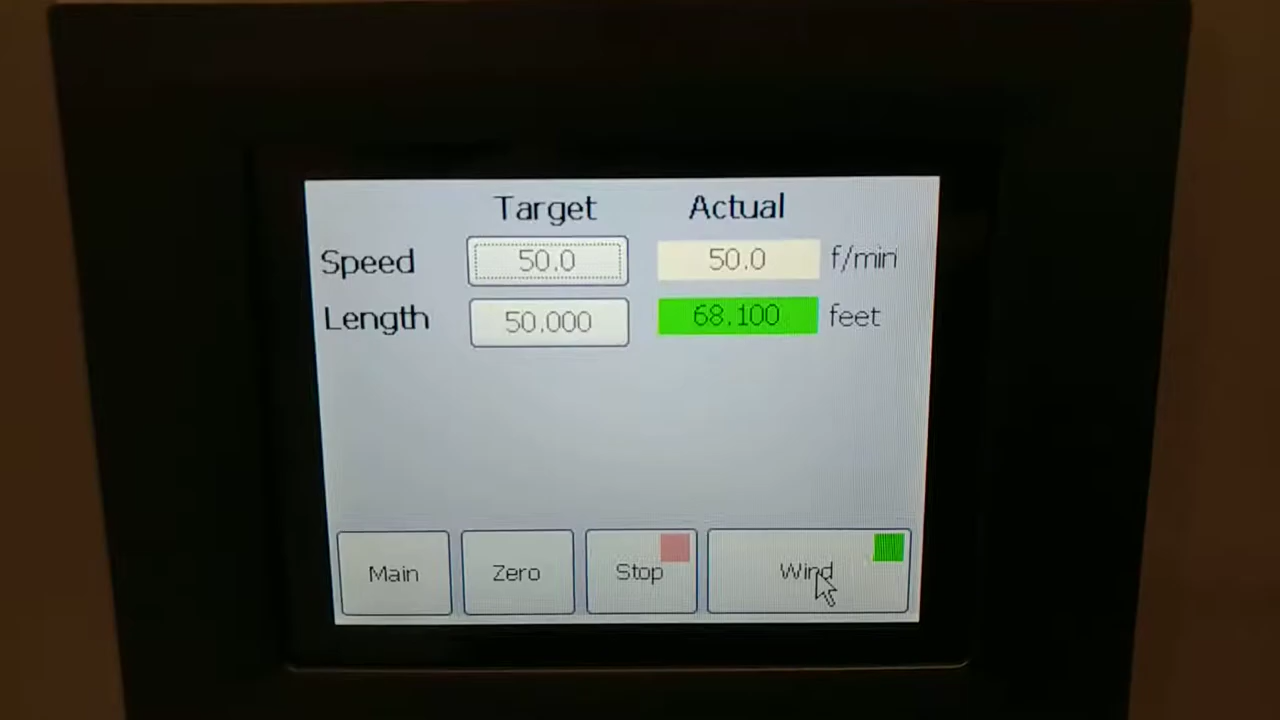 Target Actual
Speed 50.0 50.0 f/min
Length 50.000 68.100 feet
Main Zero Stop Wind